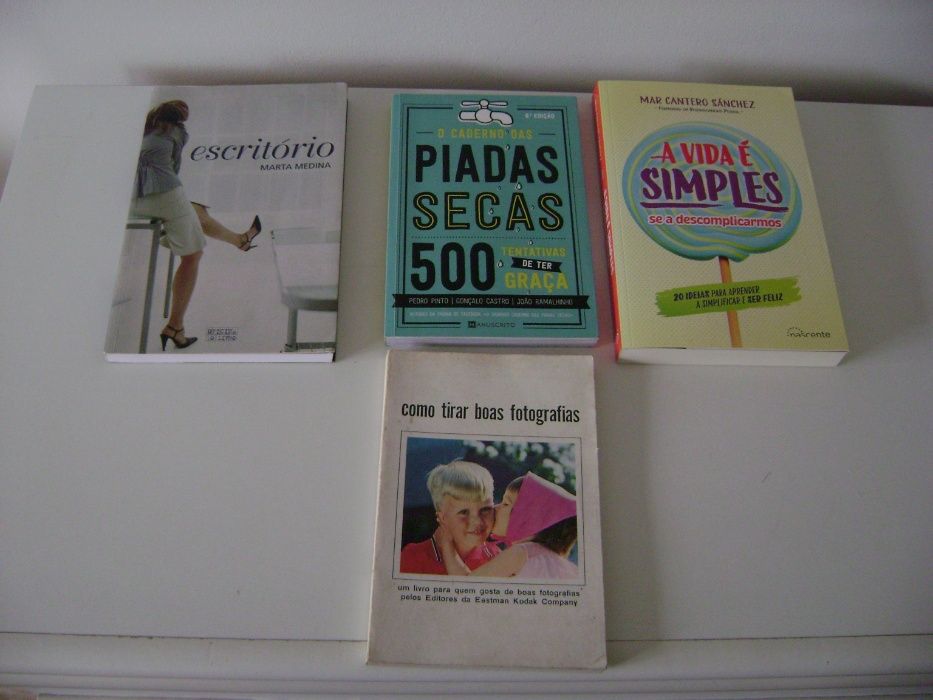 escritório
MARTA MEDINA
6ª EDIÇÃO
O CADERNO DAS
PIADAS
SECAS
500
TENTATIVAS
DE TER
GRAÇA
PEDRO PINTO | GONÇALO CASTRO | JOÃO RAMALHINHO
MANUSCRITO
MAR CANTERO SÁNCHEZ
A VIDA É
SIMPLES
se a descomplicarmos
20 IDEIAS PARA APRENDER
A SIMPLIFICAR E SER FELIZ
nascente
como tirar boas fotografias
um livro para quem gosta de boas fotografias
pelos Editores da Eastman Kodak Company